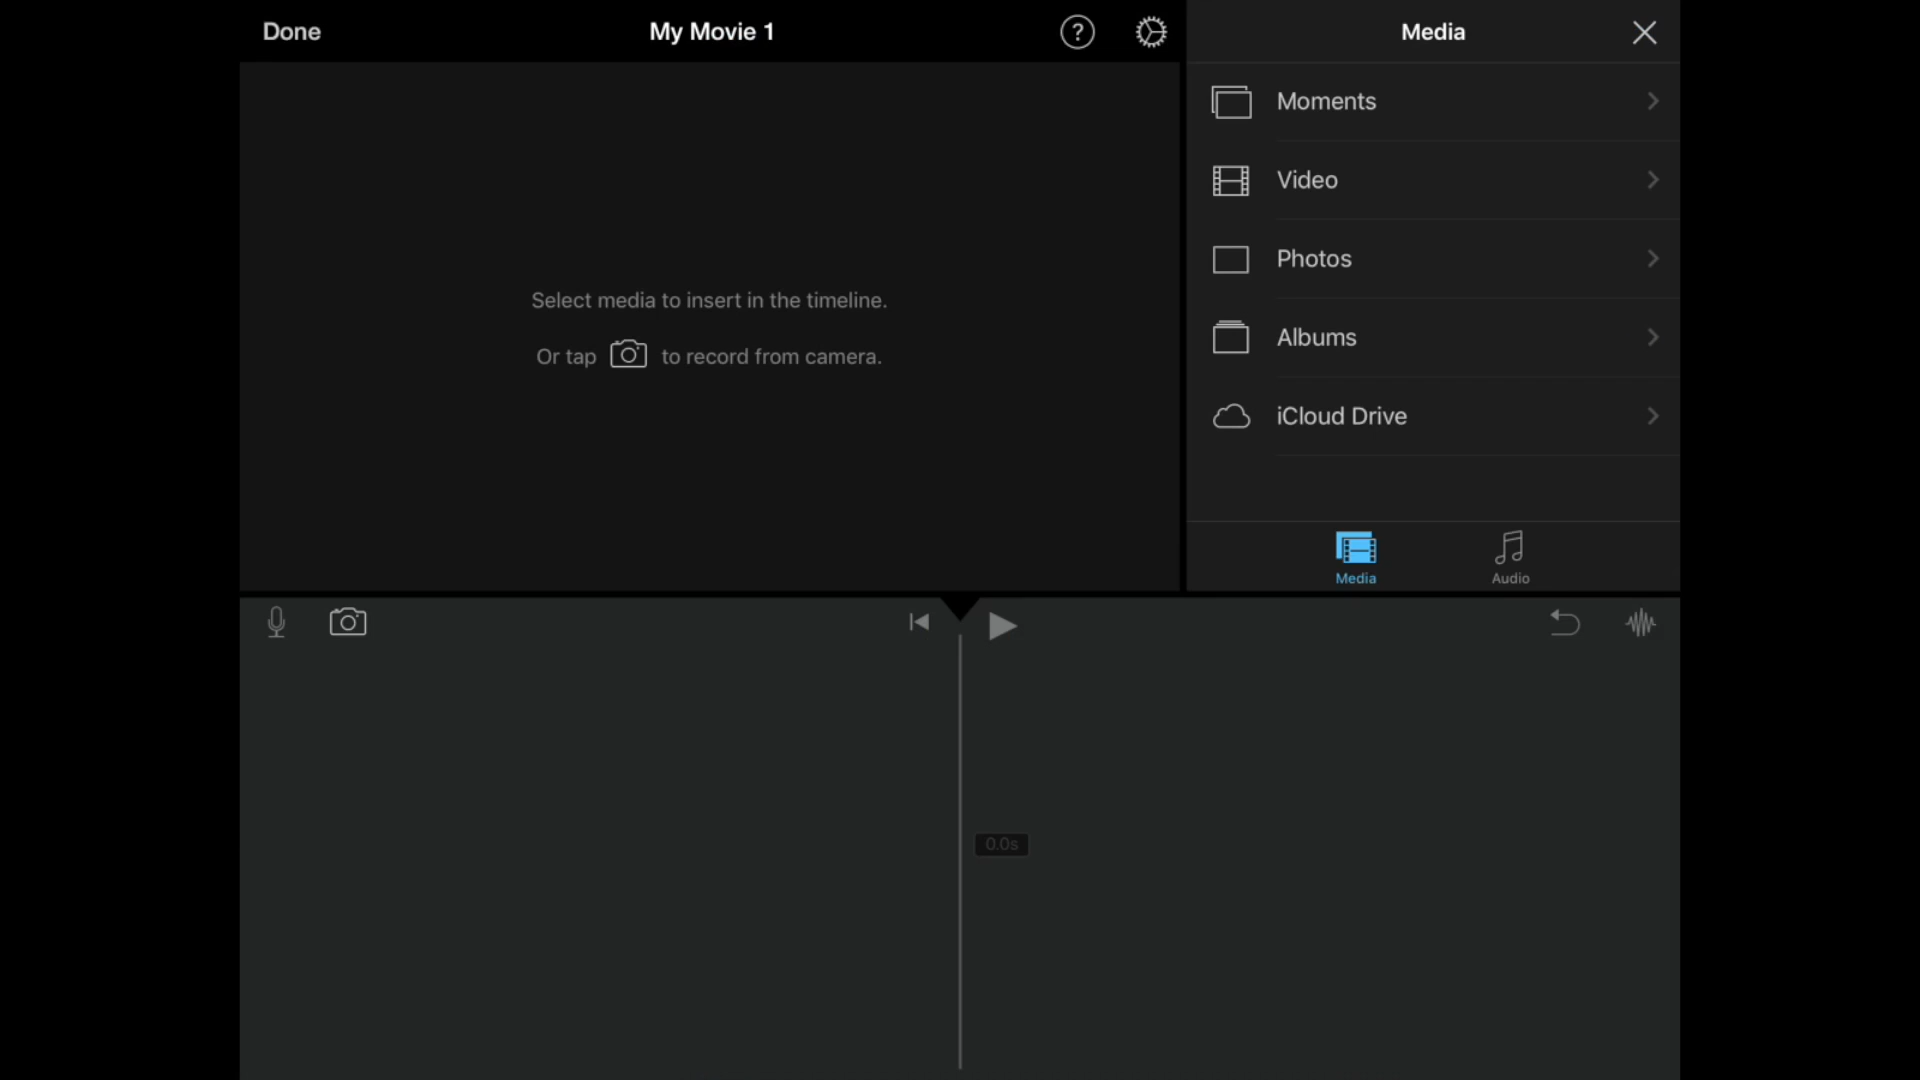 Done
My Movie 1
?
Media
Moments
Video
Photos
Albums
iCloud Drive
Select media to insert in the timeline.
Or tap to record from camera.
Media
Audio
0.0s